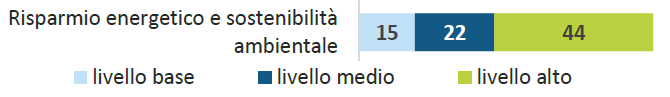 Risparmio energetico e sostenibilità
ambientale
15 22 44
livello base livello medio livello alto